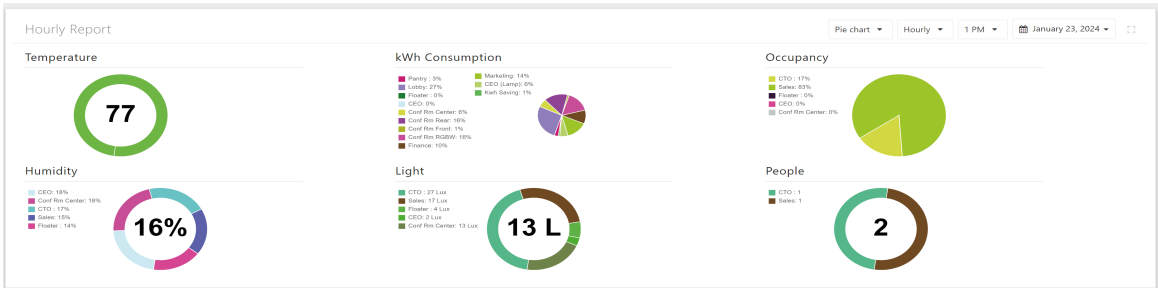 Hourly Report
Pie chart
Hourly
1 PM
January 23, 2024
Temperature
77
kWh Consumption
Pantry : 3%
Lobby: 27%
Floater : 0%
CEO: 0%
Conf Rm Center: 6%
Conf Rm Rear: 16%
Conf Rm Front: 1%
Conf Rm RGBW: 16%
Finance: 10%
Marketing: 14%
CEO (Lamp): 6%
Kwh Saving: 1%
Occupancy
CTO : 17%
Sales: 83%
Floater : 0%
CEO: 0%
Conf Rm Center: 0%
Humidity
CEO: 18%
Conf Rm Center: 18%
CTO : 17%
Sales: 15%
Floater : 14%
16%
Light
CTO : 27 Lux
Sales: 17 Lux
Floater : 4 Lux
CEO: 2 Lux
Conf Rm Center: 13 Lux
13 L
People
CTO : 1
Sales: 1
2